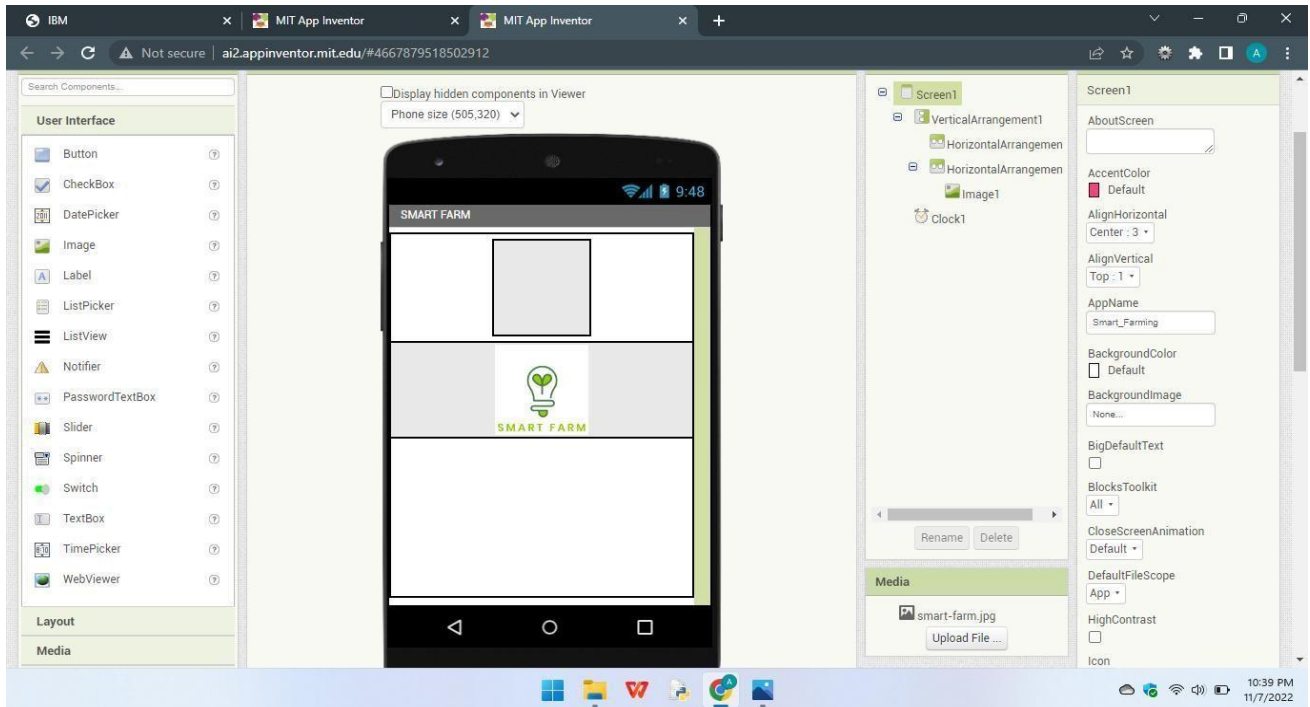 IBM
MIT App Inventor
MIT App Inventor
Not secure | ai2.appinventor.mit.edu/#4667879518502912
A
Search Components...
User Interface
Button
CheckBox
DatePicker
Image
Label
ListPicker
ListView
Notifier
PasswordTextBox
Slider
Spinner
Switch
TextBox
TimePicker
WebViewer
Layout
Media
Display hidden components in Viewer
Phone size (505,320)
9:48
SMART FARM
SMART FARM
Screen1
VerticalArrangement1
HorizontalArrangemen
HorizontalArrangemen
Image1
Clock1
Rename Delete
Media
smart-farm.jpg
Upload File ...
Screen1
AboutScreen
AccentColor
Default
AlignHorizontal
Center : 3
AlignVertical
Top : 1
AppName
Smart_Farming
BackgroundColor
Default
BackgroundImage
None...
BigDefaultText
BlocksToolkit
All
CloseScreenAnimation
Default
DefaultFileScope
App
HighContrast
Icon
10:39 PM
11/7/2022